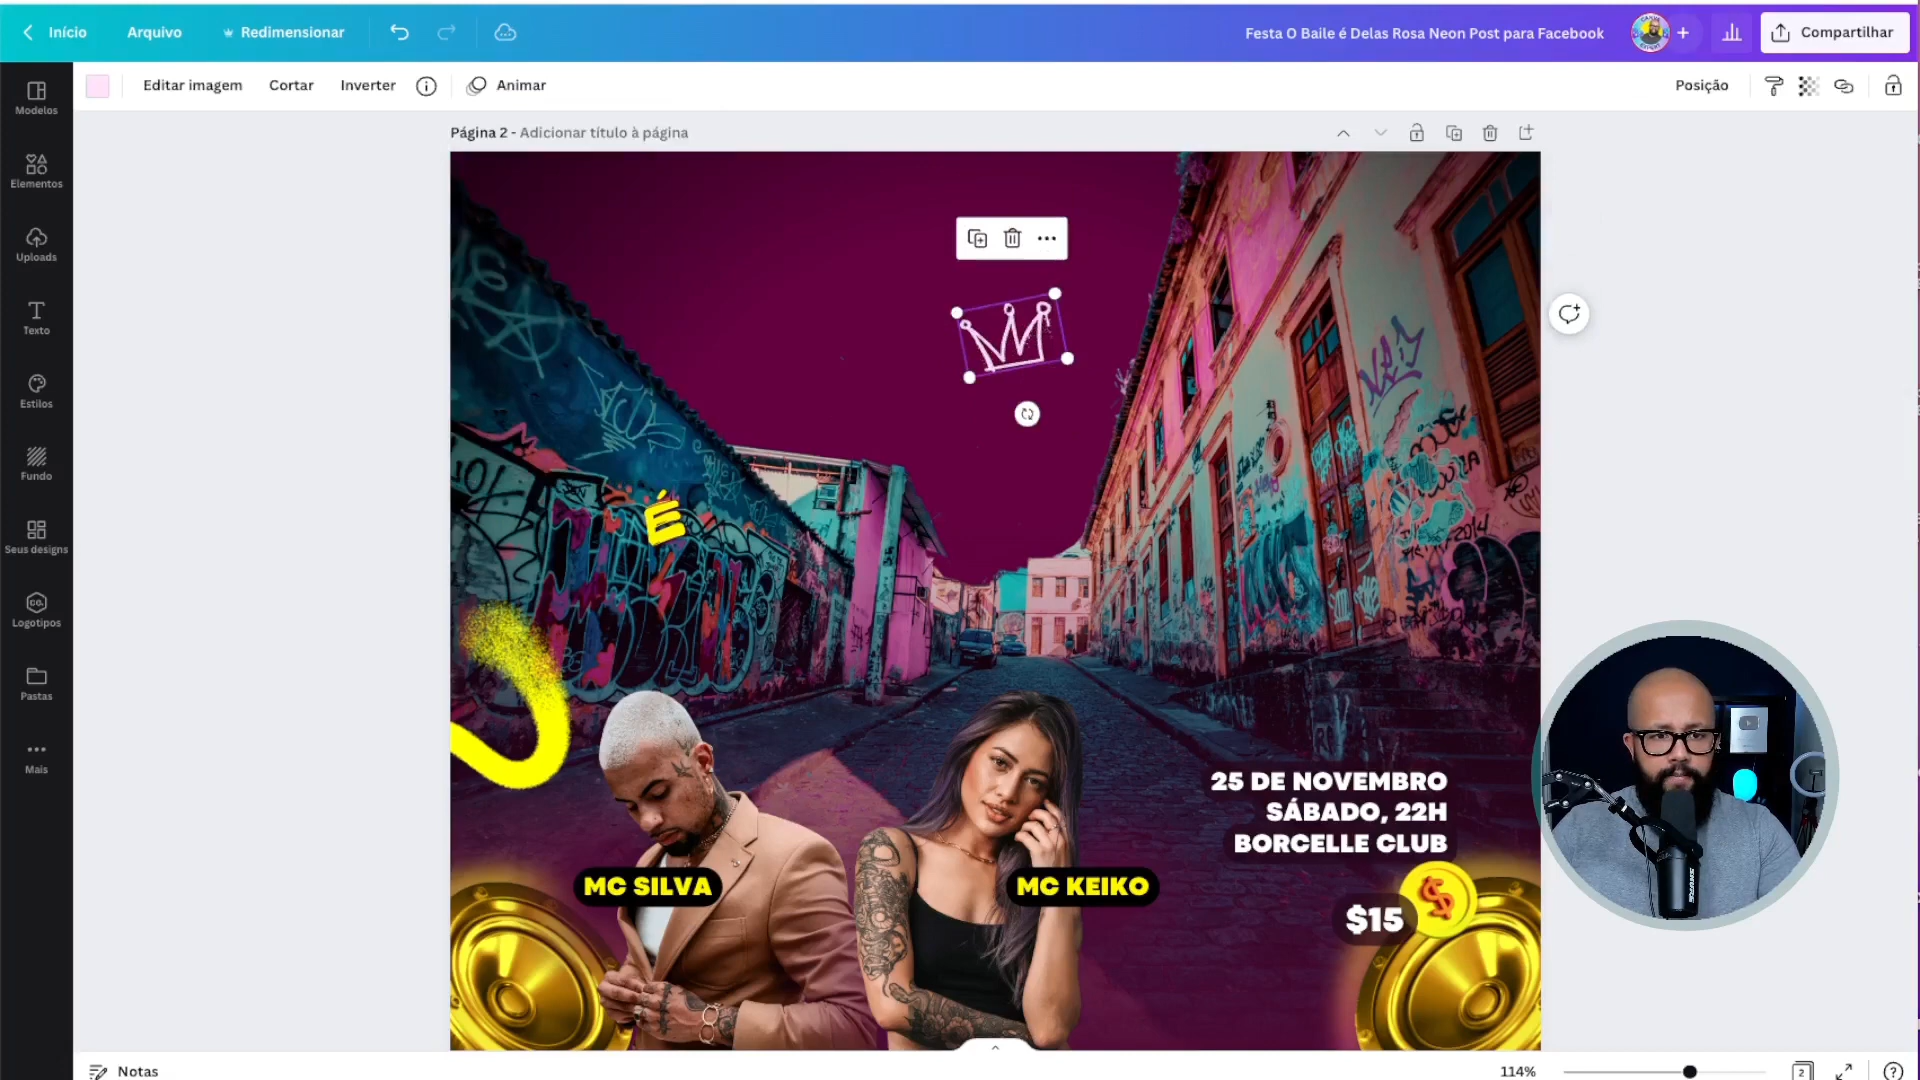 Início
Arquivo
Redimensionar
Festa O Baile é Delas Rosa Neon Post para Facebook
Compartilhar
Editar imagem
Cortar
Inverter
Animar
Posição
Modelos
Elementos
Uploads
Texto
Estilos
Fundo
Seus designs
CO.
Logotipos
Pastas
Mais
Página 2 - Adicionar título à página
É
25 DE NOVEMBRO
SÁBADO, 22H
BORCELLE CLUB
MC SILVA
MC KEIKO
$15
Notas
114%
2